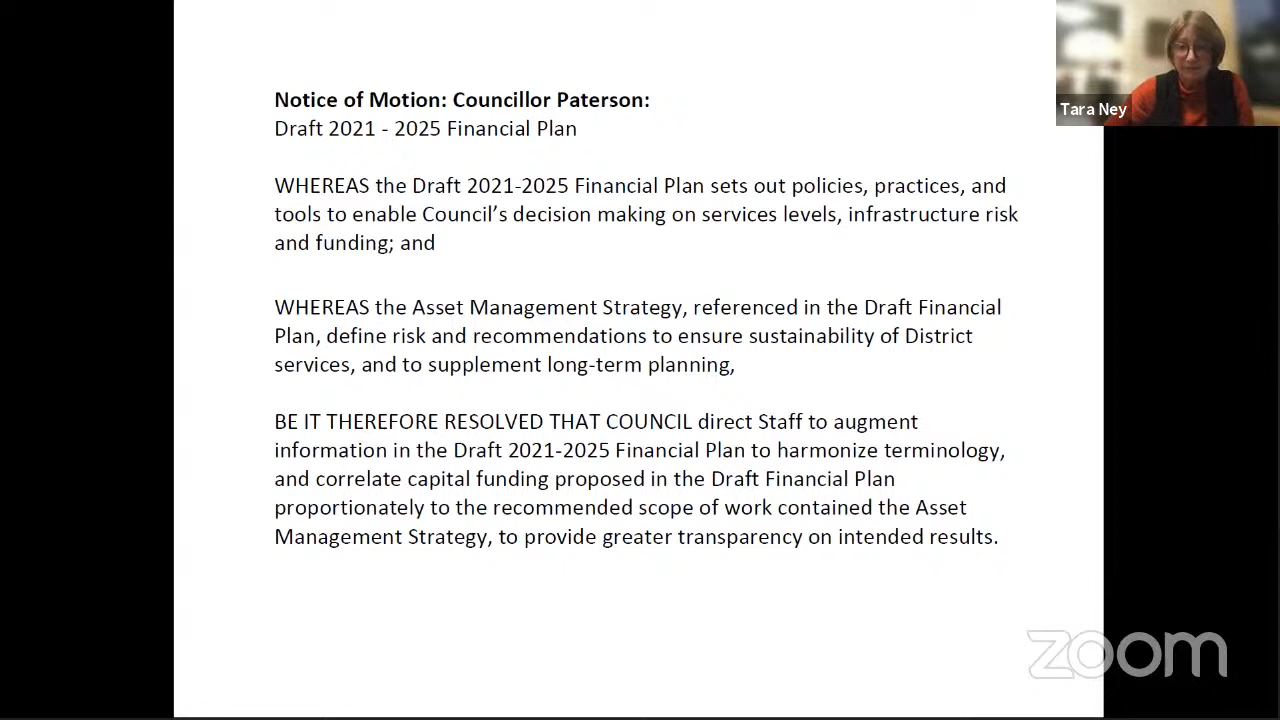 Notice of Motion: Councillor Paterson:
Draft 2021 - 2025 Financial Plan
WHEREAS the Draft 2021-2025 Financial Plan sets out policies, practices, and
tools to enable Council’s decision making on services levels, infrastructure risk
and funding; and
WHEREAS the Asset Management Strategy, referenced in the Draft Financial
Plan, define risk and recommendations to ensure sustainability of District
services, and to supplement long-term planning,
BE IT THEREFORE RESOLVED THAT COUNCIL direct Staff to augment
information in the Draft 2021-2025 Financial Plan to harmonize terminology,
and correlate capital funding proposed in the Draft Financial Plan
proportionately to the recommended scope of work contained the Asset
Management Strategy, to provide greater transparency on intended results.
Tara Ney
zoom